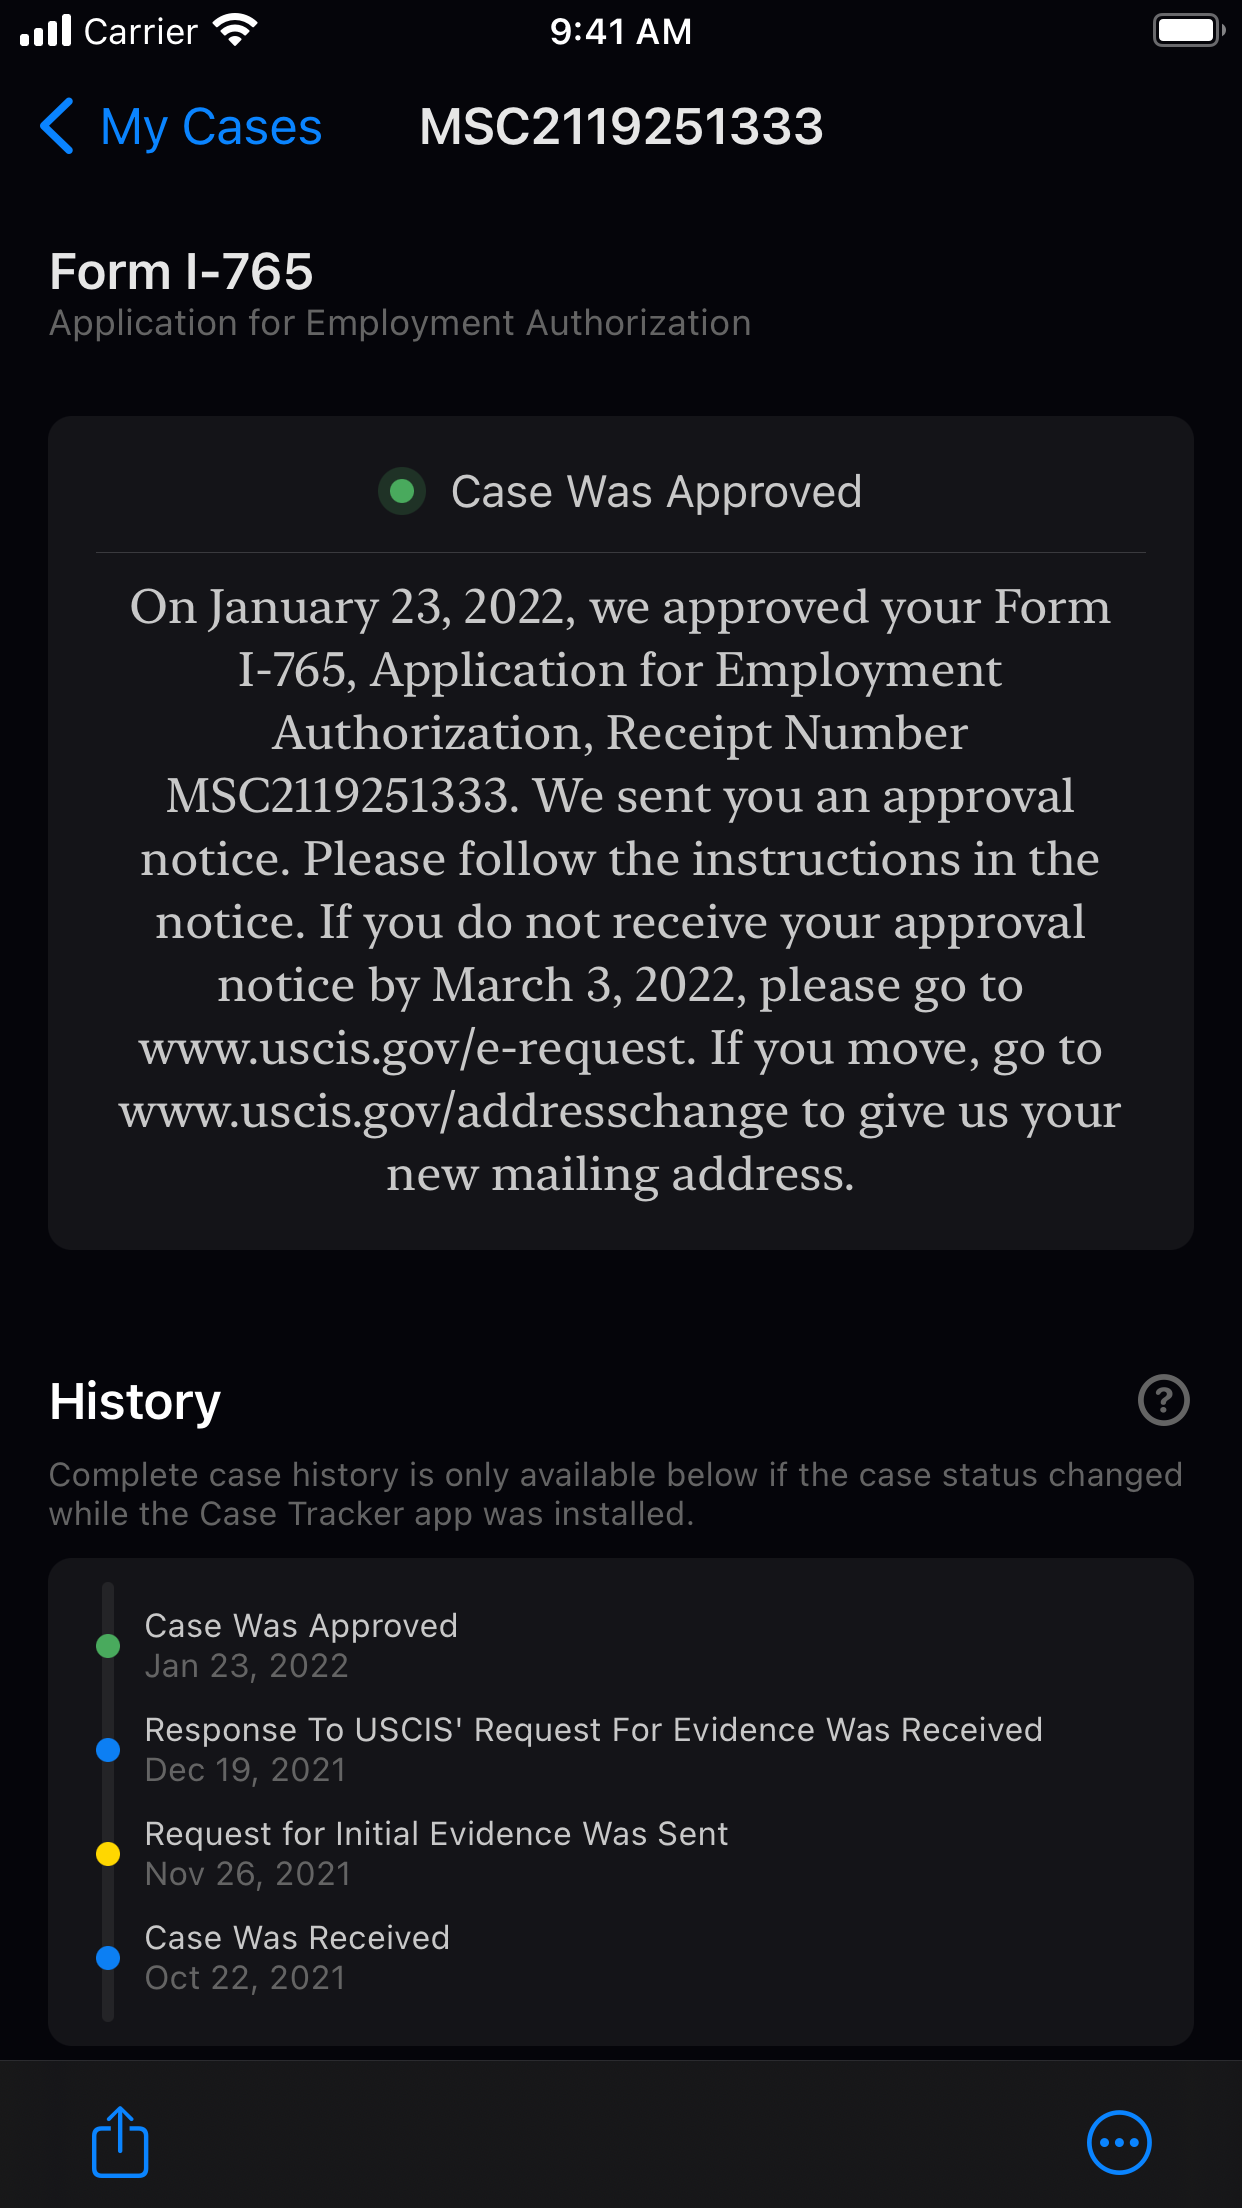 Carrier
9:41 AM
My Cases
MSC2119251333
Form I-765
Application for Employment Authorization
Case Was Approved
On January 23, 2022, we approved your Form
I-765, Application for Employment
Authorization, Receipt Number
MSC2119251333. We sent you an approval
notice. Please follow the instructions in the
notice. If you do not receive your approval
notice by March 3, 2022, please go to
www.uscis.gov/e-request. If you move, go to
www.uscis.gov/addresschange to give us your
new mailing address.
History
?
Complete case history is only available below if the case status changed
while the Case Tracker app was installed.
Case Was Approved
Jan 23, 2022
Response To USCIS' Request For Evidence Was Received
Dec 19, 2021
Request for Initial Evidence Was Sent
Nov 26, 2021
Case Was Received
Oct 22, 2021